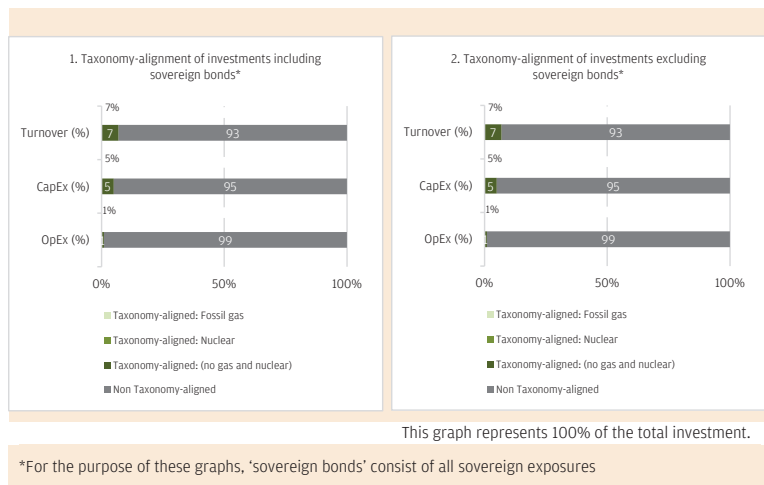 1. Taxonomy-alignment of investments including
sovereign bonds*
7%
Turnover (%)
7
93
5%
CapEx (%)
5
95
1%
OpEx (%)
1
99
0%
50%
100%
Taxonomy-aligned: Fossil gas
Taxonomy-aligned: Nuclear
Taxonomy-aligned: (no gas and nuclear)
Non Taxonomy-aligned
2. Taxonomy-alignment of investments excluding
sovereign bonds*
7%
Turnover (%)
7
93
5%
CapEx (%)
5
95
1%
OpEx (%)
1
99
0%
50%
100%
Taxonomy-aligned: Fossil gas
Taxonomy-aligned: Nuclear
Taxonomy-aligned: (no gas and nuclear)
Non Taxonomy-aligned
This graph represents 100% of the total investment.
*For the purpose of these graphs, ‘sovereign bonds’ consist of all sovereign exposures